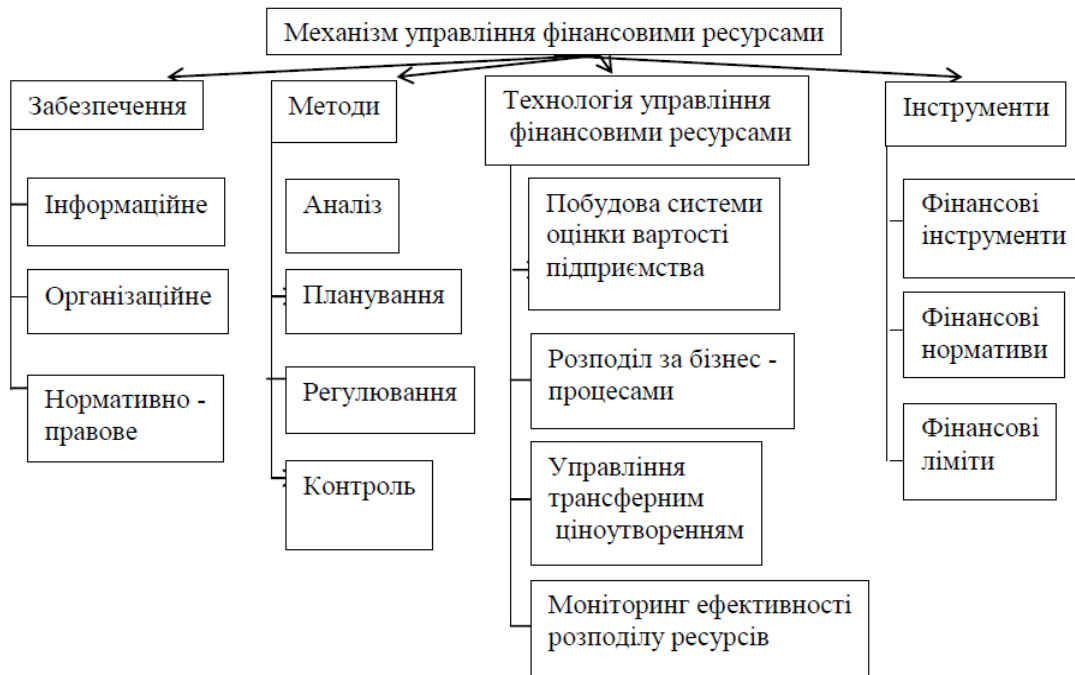 Механізм управління фінансовими ресурсами
Забезпечення
Інформаційне
Організаційне
Нормативно -
правове
Методи
Аналіз
Планування
Регулювання
Контроль
Технологія управління
фінансовими ресурсами
Побудова системи
оцінки вартості
підприємства
Розподіл за бізнес -
процесами
Управління
трансферним
ціноутворенням
Моніторинг ефективності
розподілу ресурсів
Інструменти
Фінансові
інструменти
Фінансові
нормативи
Фінансові
ліміти